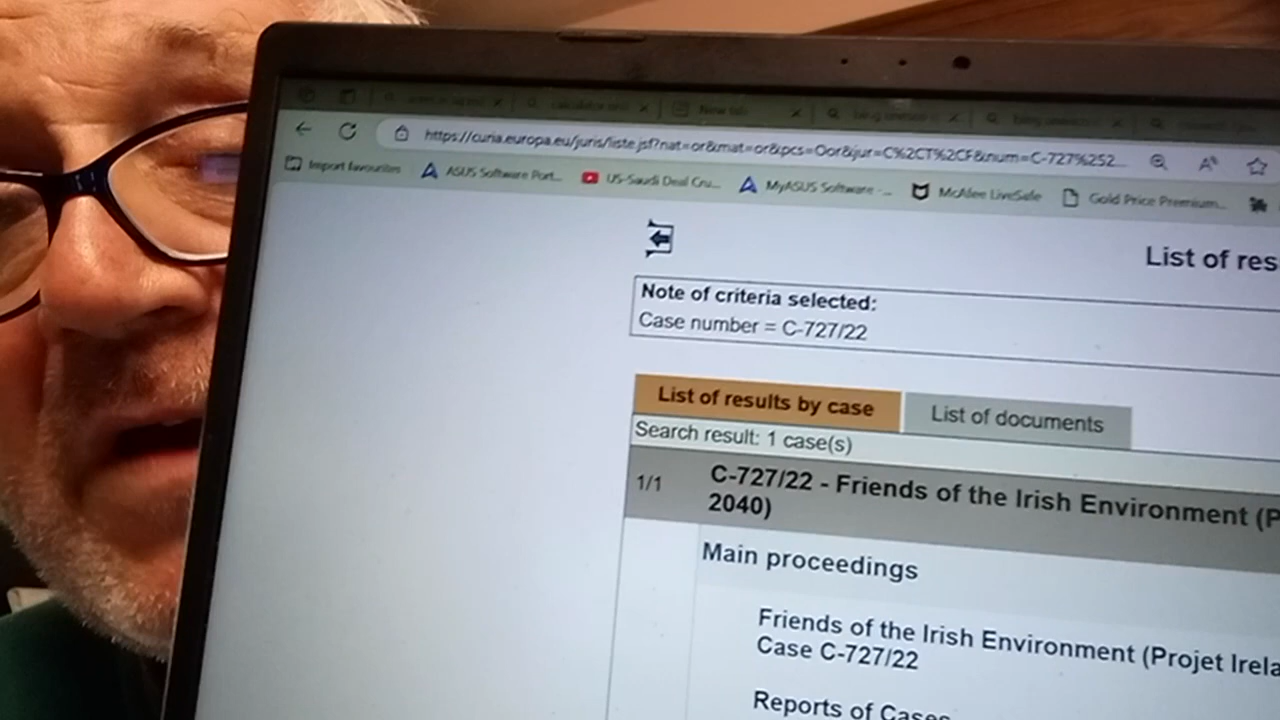 New tab
https://curia.europa.eu/juris/liste.jsf?nat=or&mat=or&pcs=Oor&jur=C%2CT%2CF&num=C-727%252...
Import favourites
ASUS Software Port...
US-Saudi Deal Cru...
MyASUS Software -...
McAfee LiveSafe
Gold Price Premium...
List of res
Note of criteria selected:
Case number = C-727/22
List of results by case
List of documents
Search result: 1 case(s)
1/1
C-727/22 - Friends of the Irish Environment (P
2040)
Main proceedings
Friends of the Irish Environment (Projet Irela
Case C-727/22
Reports of Cases